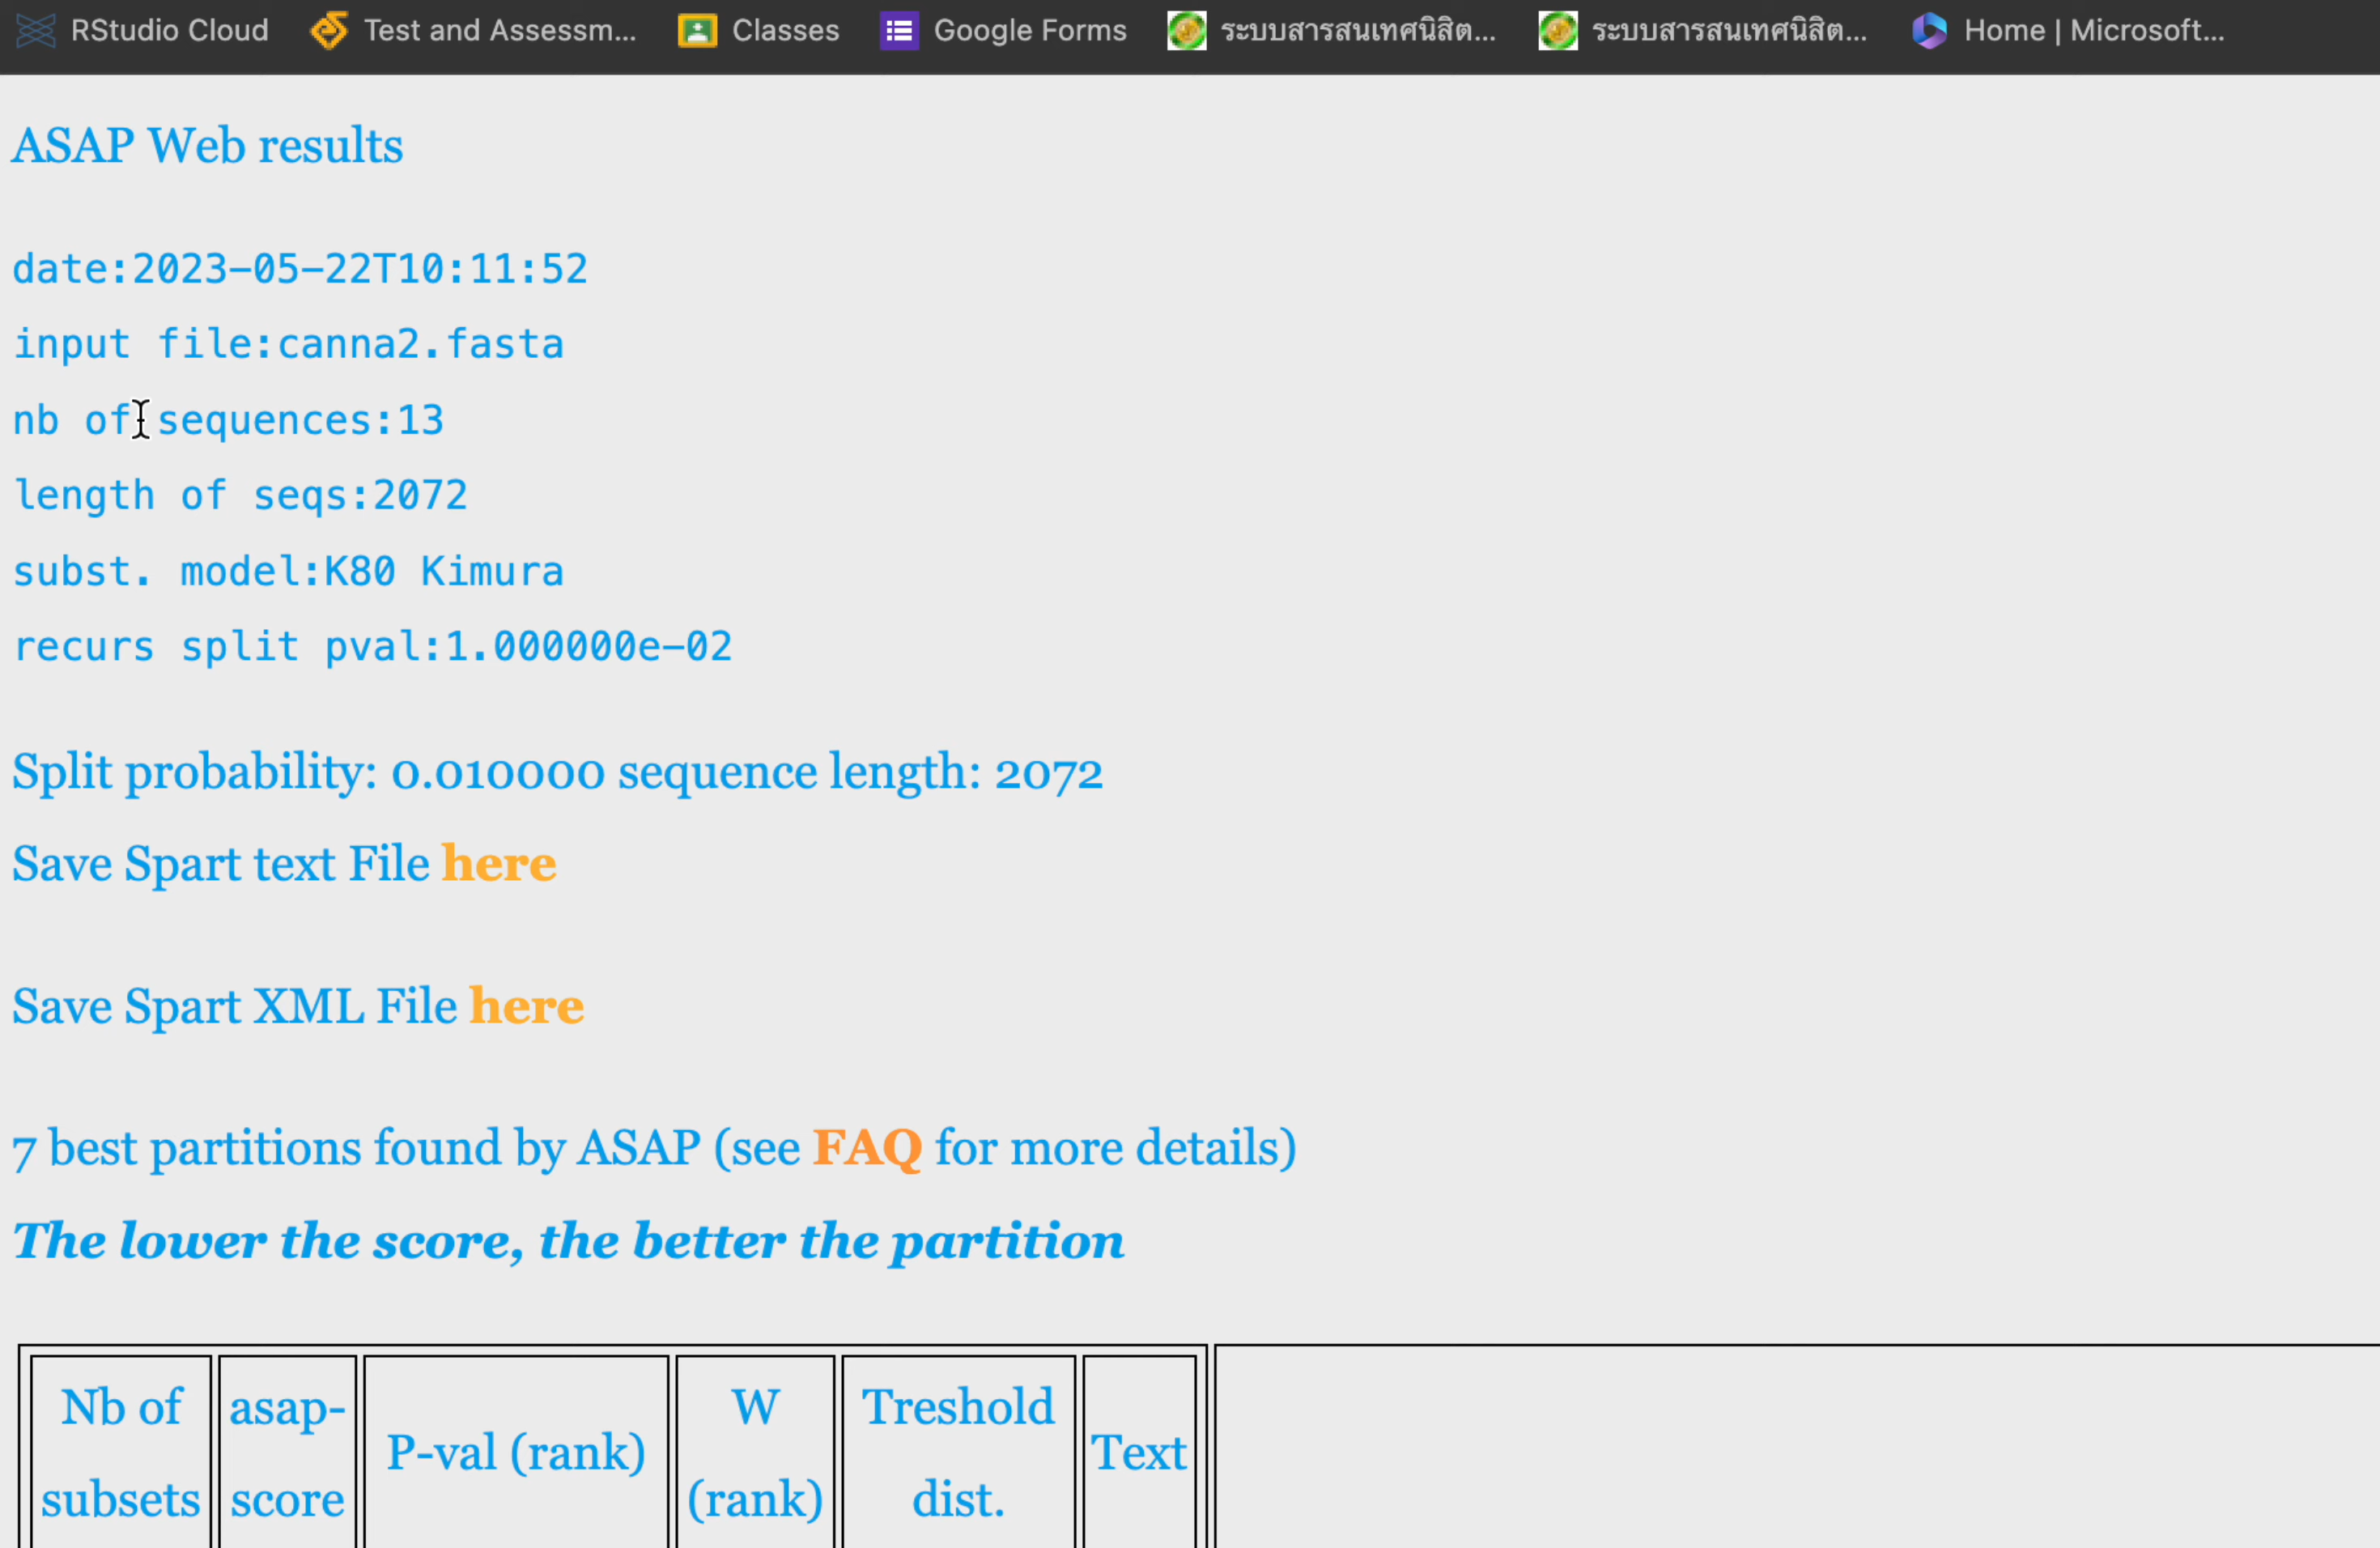 RStudio Cloud Test and Assessm... Classes Google Forms ระบบสารสนเทศนิสิต... ระบบสารสนเทศนิสิต... Home | Microsoft...
ASAP Web results
date:2023-05-22T10:11:52
input file:canna2.fasta
nb of sequences:13
length of seqs:2072
subst. model:K80 Kimura
recurs split pval:1.000000e-02
Split probability: 0.010000 sequence length: 2072
Save Spart text File here
Save Spart XML File here
7 best partitions found by ASAP (see FAQ for more details)
The lower the score, the better the partition
Nb of subsets
asap-score
P-val (rank)
W (rank)
Treshold dist.
Text